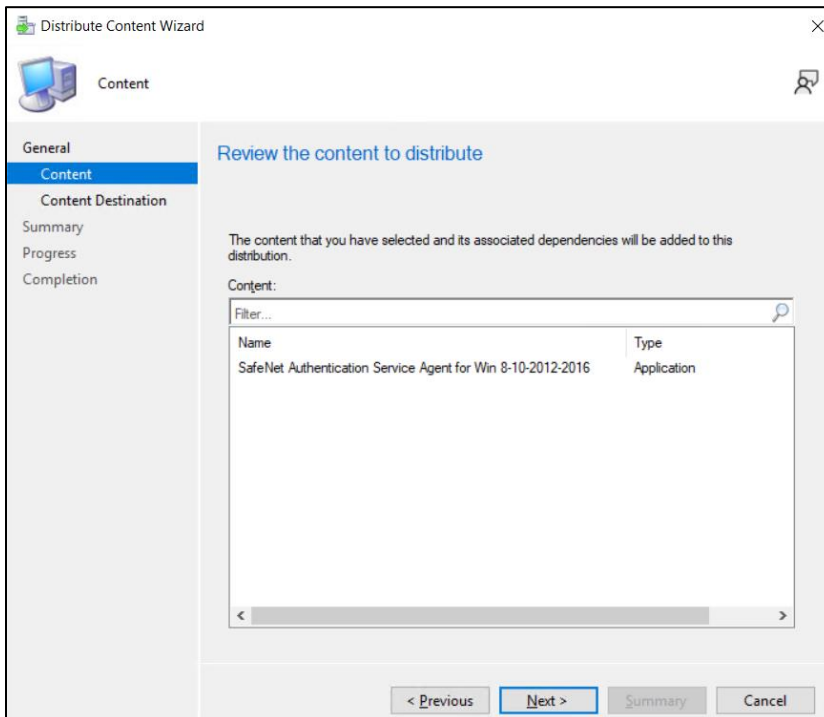 Distribute Content Wizard
Content
General
Content
Content Destination
Summary
Progress
Completion
Review the content to distribute
The content that you have selected and its associated dependencies will be added to this
distribution.
Content:
Filter...
Name Type
SafeNet Authentication Service Agent for Win 8-10-2012-2016 Application
< Previous Next > Summary Cancel